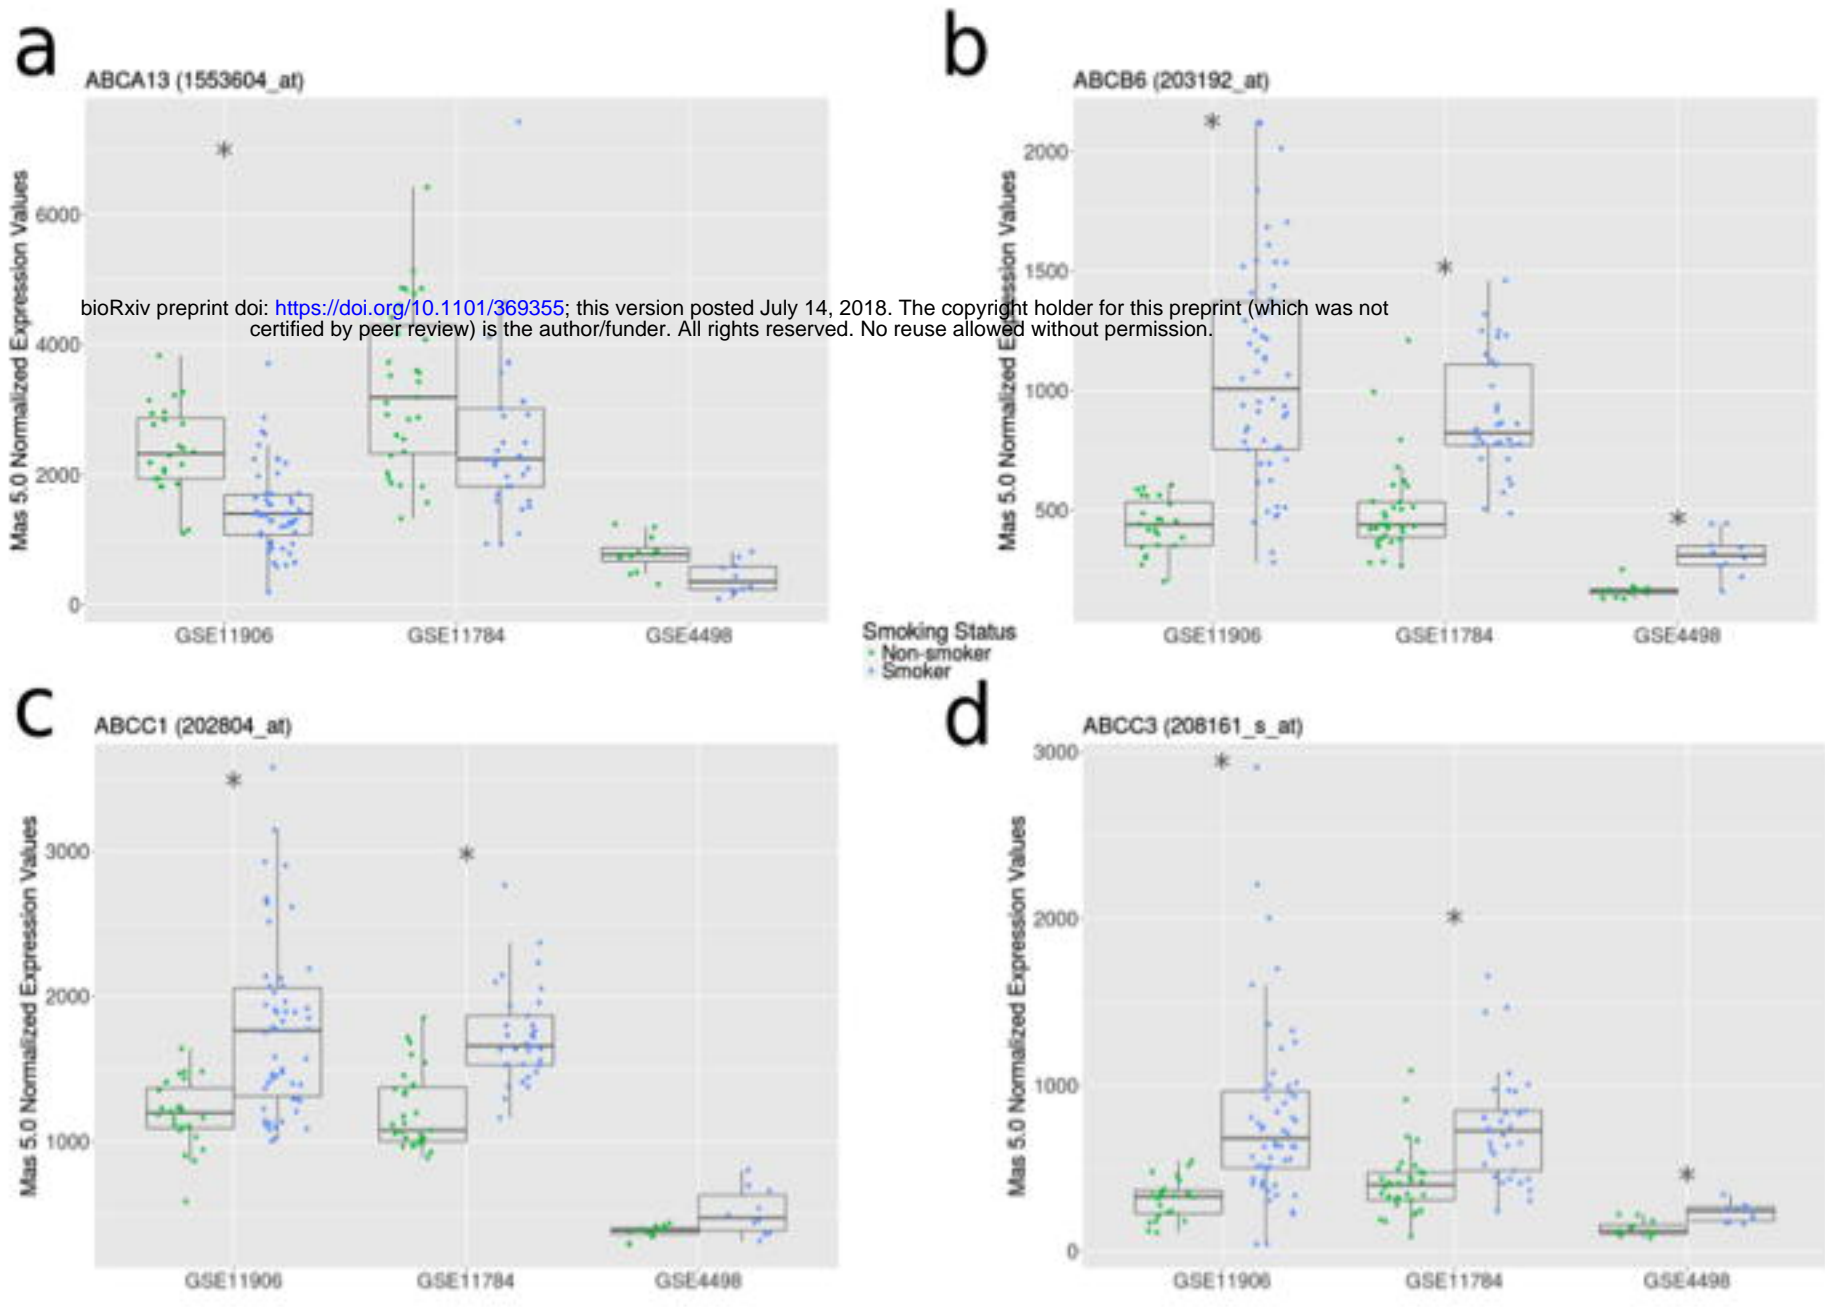 a
ABCA13 (1553604_at)
Mas 5.0 Normalized Expression Values
*
6000
4000
2000
0
GSE11906
GSE11784
GSE4498
b
ABCB6 (203192_at)
Mas 5.0 Normalized Expression Values
*
*
*
2000
1500
1000
500
GSE11906
GSE11784
GSE4498
bioRxiv preprint doi: https://doi.org/10.1101/369355; this version posted July 14, 2018. The copyright holder for this preprint (which was not
certified by peer review) is the author/funder. All rights reserved. No reuse allowed without permission.
Smoking Status
Non-smoker
Smoker
c
ABCC1 (202804_at)
Mas 5.0 Normalized Expression Values
*
*
3000
2000
1000
GSE11906
GSE11784
GSE4498
d
ABCC3 (208161_s_at)
Mas 5.0 Normalized Expression Values
*
*
*
3000
2000
1000
0
GSE11906
GSE11784
GSE4498